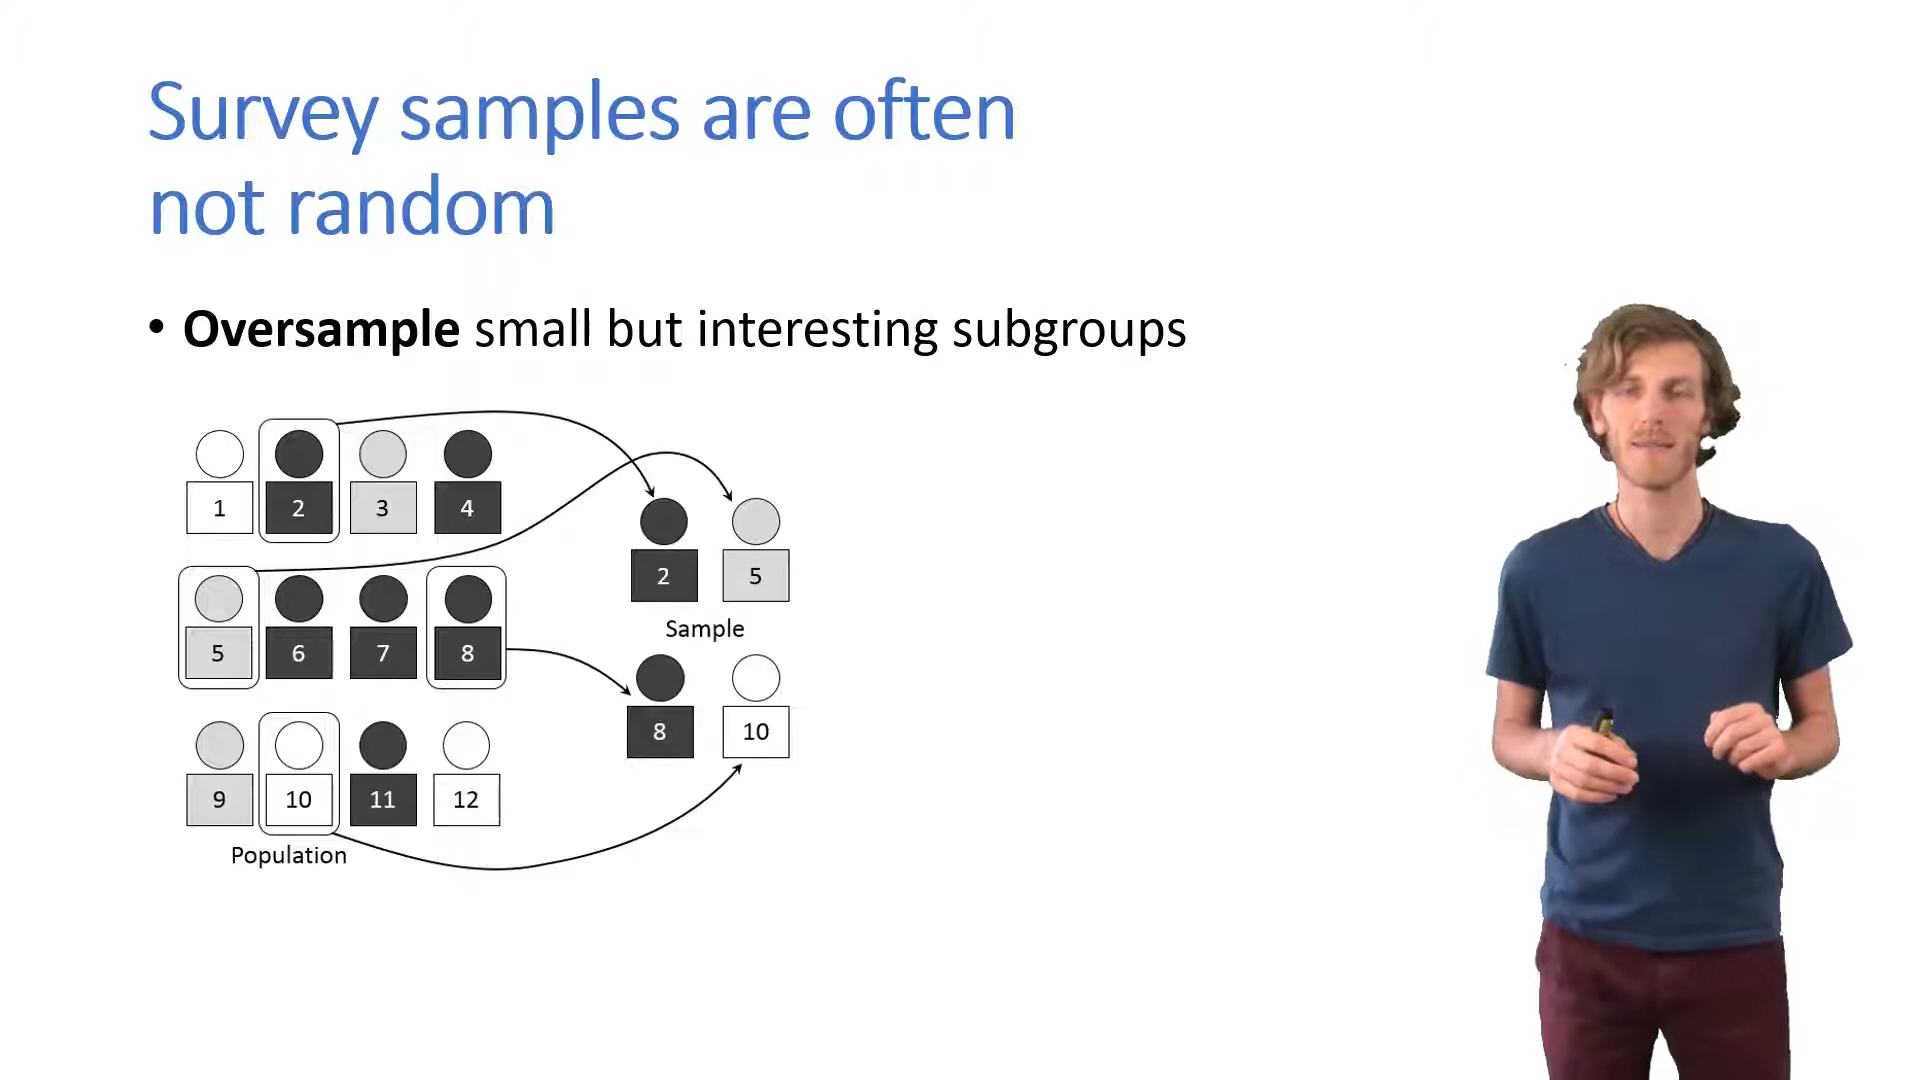 Survey samples are often
not random
• Oversample small but interesting subgroups
1 2 3 4
2 5
Sample
5 6 7 8
8 10
9 10 11 12
Population